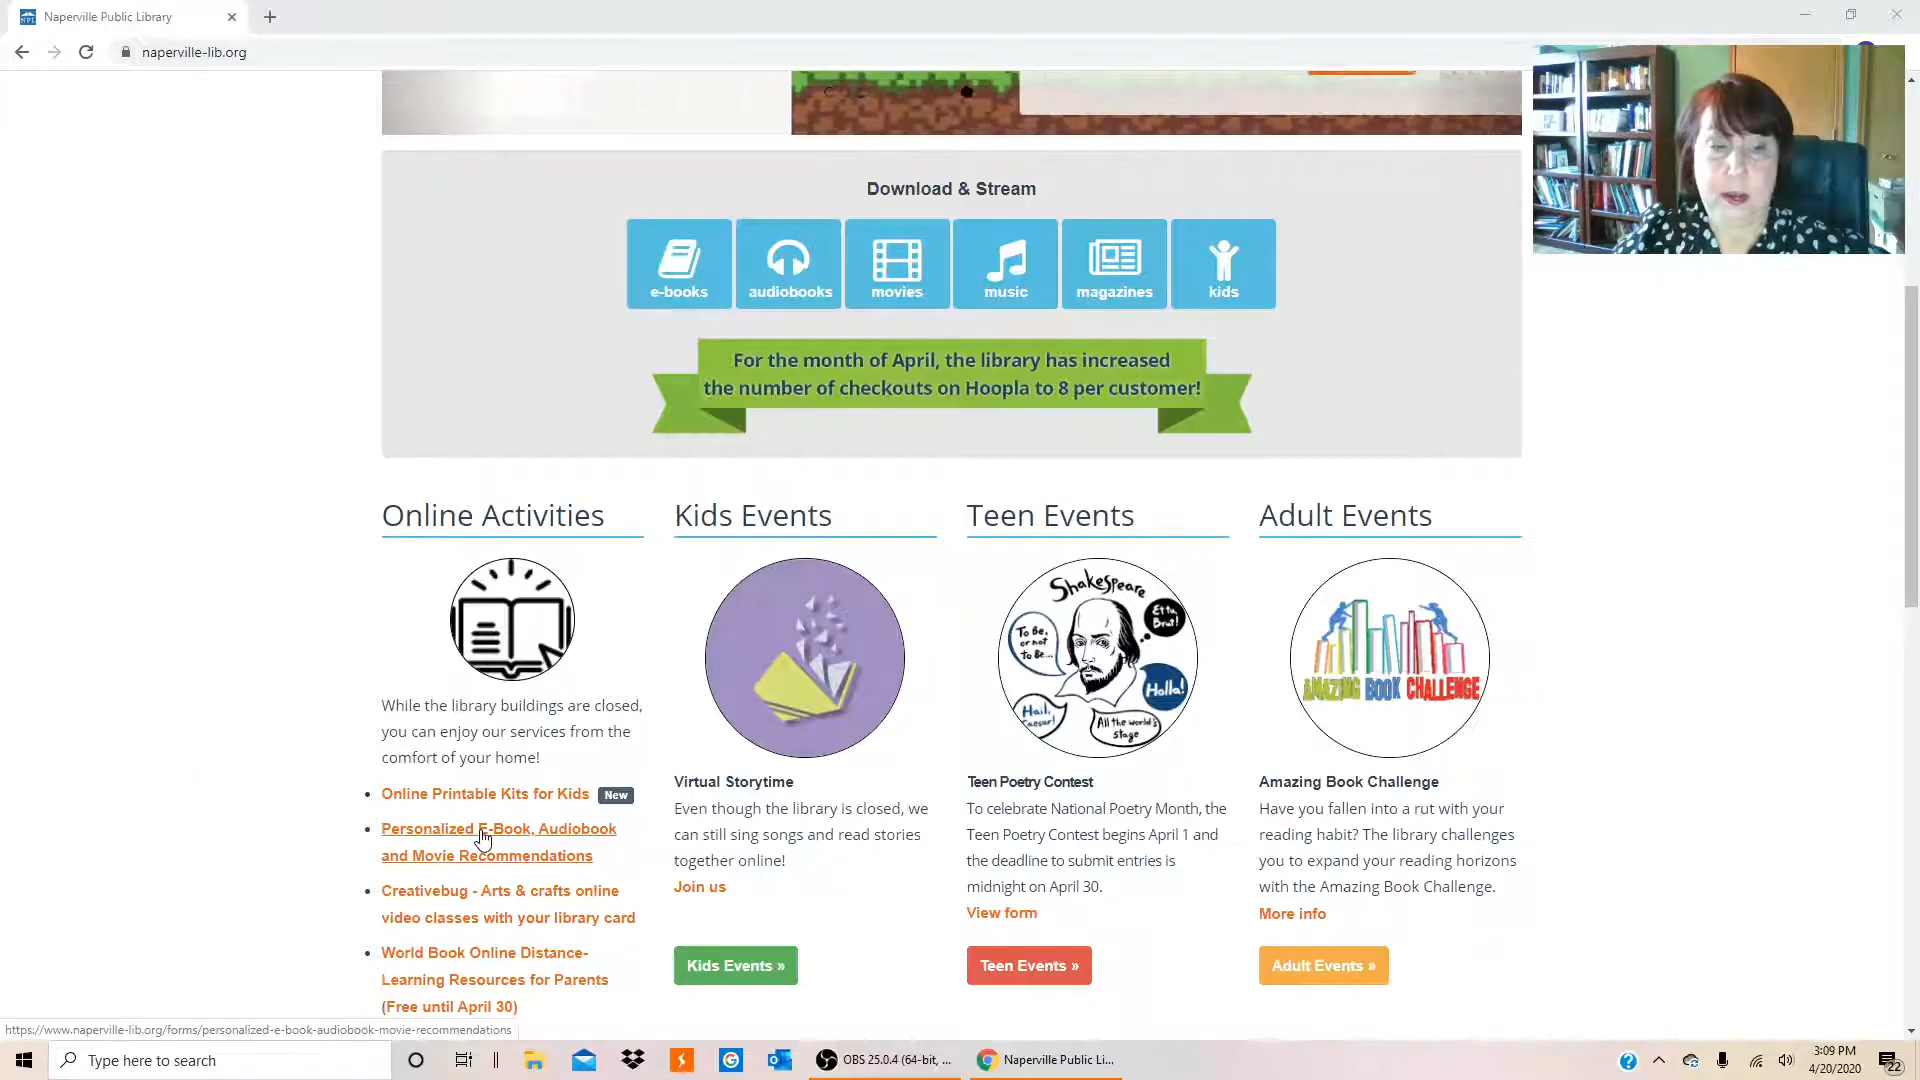 Naperville Public Library
naperville-lib.org
Download & Stream
e-books
audiobooks
movies
music
magazines
kids
For the month of April, the library has increased
the number of checkouts on Hoopla to 8 per customer!
Online Activities
While the library buildings are closed,
you can enjoy our services from the
comfort of your home!
Online Printable Kits for Kids New
Personalized E-Book, Audiobook
and Movie Recommendations
Creativebug - Arts & crafts online
video classes with your library card
World Book Online Distance-
Learning Resources for Parents
(Free until April 30)
Kids Events
Virtual Storytime
Even though the library is closed, we
can still sing songs and read stories
together online!
Join us
Kids Events »
Teen Events
Shakespeare
To be,
or not
to be...
Ettu,
Brut!
Holla!
Hail,
Caesar!
All the world's
stage
Teen Poetry Contest
To celebrate National Poetry Month, the
Teen Poetry Contest begins April 1 and
the deadline to submit entries is
midnight on April 30.
View form
Teen Events »
Adult Events
AMAZING BOOK CHALLENGE
Amazing Book Challenge
Have you fallen into a rut with your
reading habit? The library challenges
you to expand your reading horizons
with the Amazing Book Challenge.
More info
Adult Events »
https://www.naperville-lib.org/forms/personalized-e-book-audiobook-movie-recommendations
Type here to search
OBS 25.0.4 (64-bit, ...
Naperville Public Li...
3:09 PM
4/20/2020
22